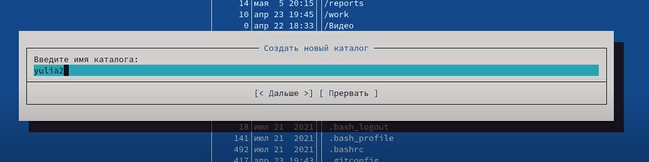 14 мая 5 20:15 /reports
10 апр 23 19:45 /work
0 апр 22 18:33 /Видео
Создать новый каталог
Введите имя каталога:
yulia2
[< Дальше >] [ Прервать ]
18 июл 21 2021 .bash_logout
141 июл 21 2021 .bash_profile
492 июл 21 2021 .bashrc
417 апр 23 19:43 .gitconfig